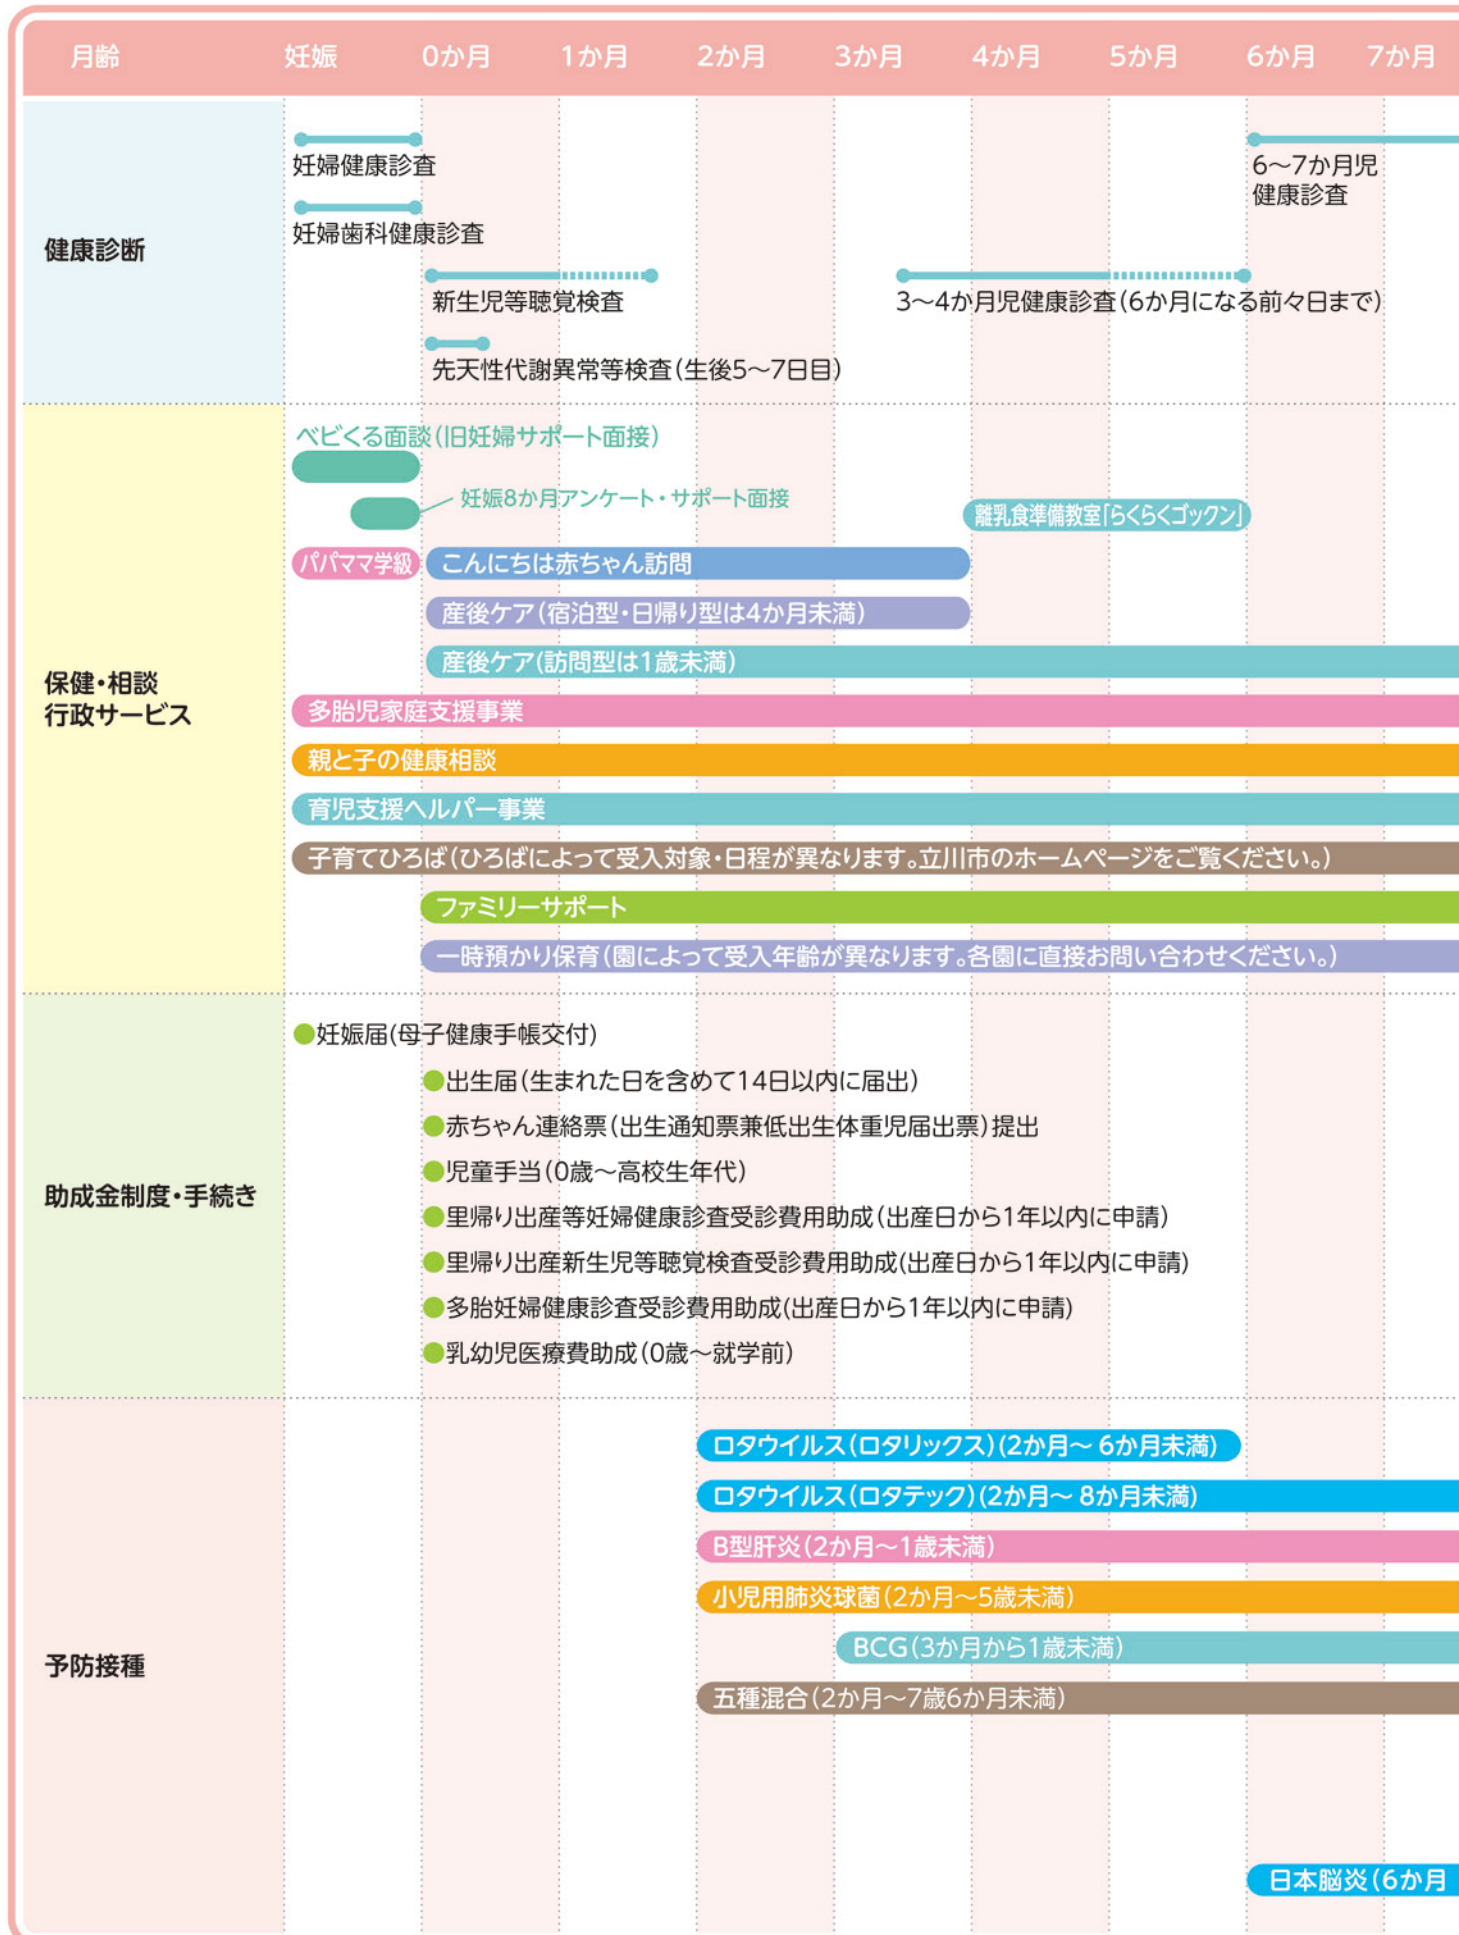 月齢 妊娠 0か月 1か月 2か月 3か月 4か月 5か月 6か月 7か月
健康診断
妊婦健康診査
6〜7か月児
健康診査
妊婦歯科健康診査
新生児等聴覚検査
3〜4か月児健康診査(6か月になる前々日まで)
先天性代謝異常等検査(生後5〜7日目)
保健・相談
行政サービス
ベビくる面談(旧妊婦サポート面接)
妊娠8か月アンケート・サポート面接
離乳食準備教室「らくらくゴックン」
パパママ学級
こんにちは赤ちゃん訪問
産後ケア(宿泊型・日帰り型は4か月未満)
産後ケア(訪問型は1歳未満)
多胎児家庭支援事業
親と子の健康相談
育児支援ヘルパー事業
子育てひろば(ひろばによって受入対象・日程が異なります。立川市のホームページをご覧ください。)
ファミリーサポート
一時預かり保育(園によって受入年齢が異なります。各園に直接お問い合わせください。)
助成金制度・手続き
●妊娠届(母子健康手帳交付)
●出生届(生まれた日を含めて14日以内に届出)
●赤ちゃん連絡票(出生通知票兼低出生体重児届出票)提出
●児童手当(0歳〜高校生年代)
●里帰り出産等妊婦健康診査受診費用助成(出産日から1年以内に申請)
●里帰り出産新生児等聴覚検査受診費用助成(出産日から1年以内に申請)
●多胎妊婦健康診査受診費用助成(出産日から1年以内に申請)
●乳幼児医療費助成(0歳〜就学前)
予防接種
ロタウイルス(ロタリックス)(2か月〜 6か月未満)
ロタウイルス(ロタテック)(2か月〜 8か月未満)
B型肝炎(2か月〜1歳未満)
小児用肺炎球菌(2か月〜5歳未満)
BCG(3か月から1歳未満)
五種混合(2か月〜7歳6か月未満)
日本脳炎(6か月